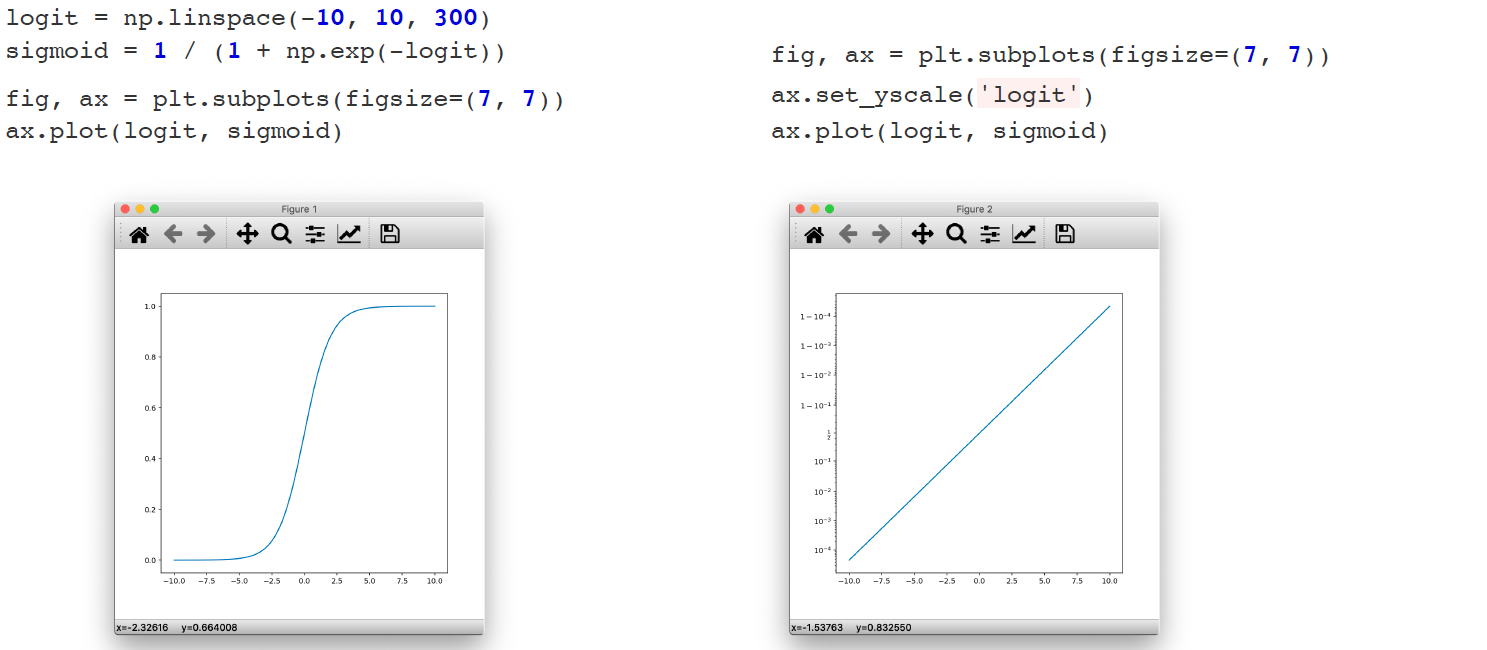 logit = np.linspace(-10, 10, 300)
sigmoid = 1 / (1 + np.exp(-logit))
fig, ax = plt.subplots(figsize=(7, 7))
ax.plot(logit, sigmoid)
fig, ax = plt.subplots(figsize=(7, 7))
ax.set_yscale('logit')
ax.plot(logit, sigmoid)
Figure 1
1.0
0.8
0.6
0.4
0.2
0.0
−10.0 −7.5 −5.0 −2.5 0.0 2.5 5.0 7.5 10.0
x=-2.32616 y=0.664008
Figure 2
1−10⁻⁴
1−10⁻³
1−10⁻²
1−10⁻¹
½
10⁻¹
10⁻²
10⁻³
10⁻⁴
−10.0 −7.5 −5.0 −2.5 0.0 2.5 5.0 7.5 10.0
x=-1.53763 y=0.832550